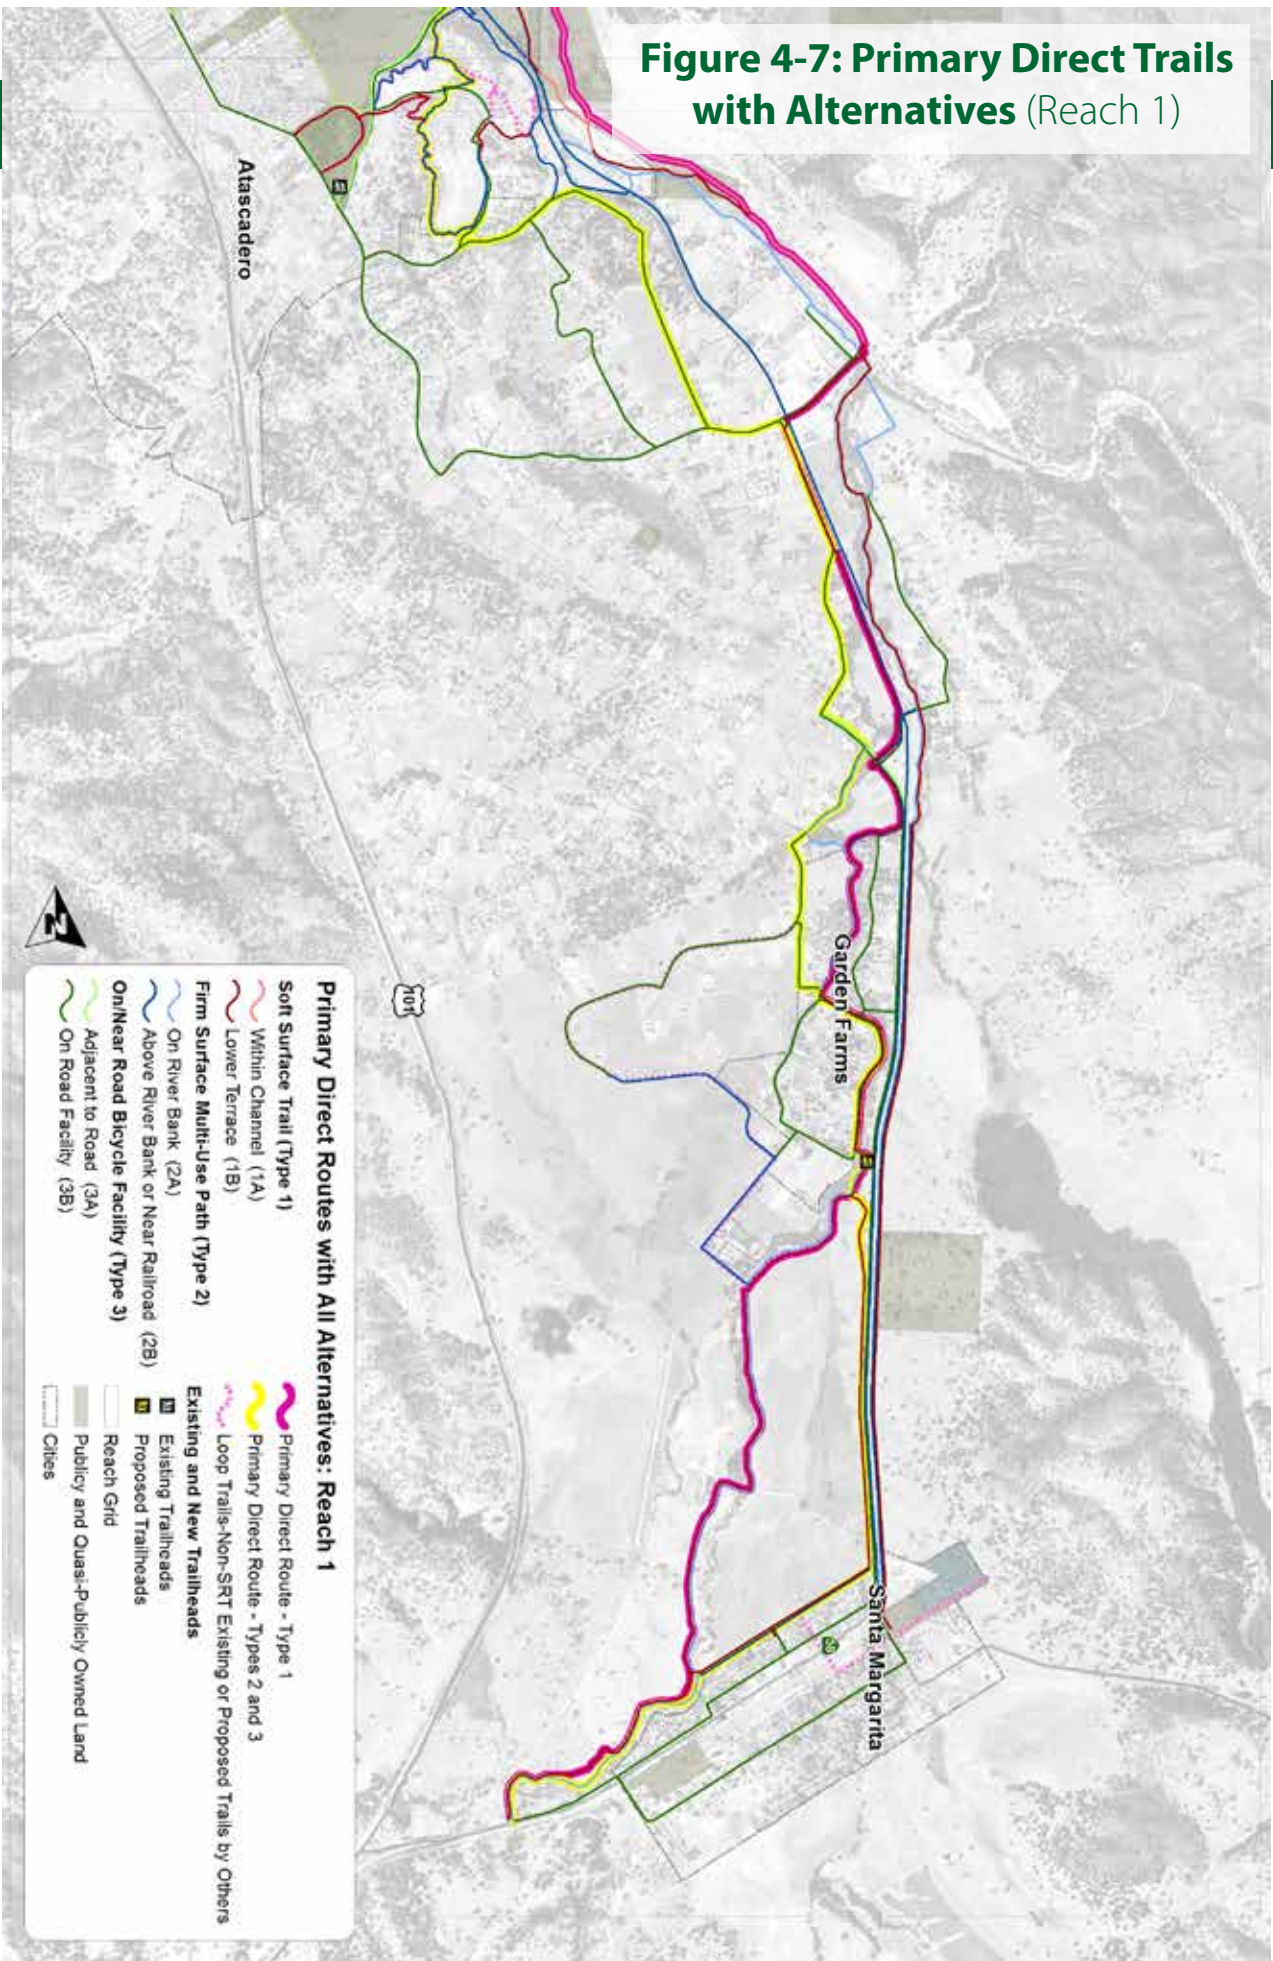 Figure 4-7: Primary Direct Trails
with Alternatives (Reach 1)
Atascadero
Garden Farms
Santa Margarita
101
58
N
Primary Direct Routes with All Alternatives: Reach 1
Soft Surface Trail (Type 1)
Within Channel (1A)
Lower Terrace (1B)
Firm Surface Multi-Use Path (Type 2)
On River Bank (2A)
Above River Bank or Near Railroad (2B)
On/Near Road Bicycle Facility (Type 3)
Adjacent to Road (3A)
On Road Facility (3B)
Primary Direct Route - Type 1
Primary Direct Route - Types 2 and 3
Loop Trails-Non-SRT Existing or Proposed Trails by Others
Existing and New Trailheads
Existing Trailheads
Proposed Trailheads
Reach Grid
Publicy and Quasi-Publicly Owned Land
Cities